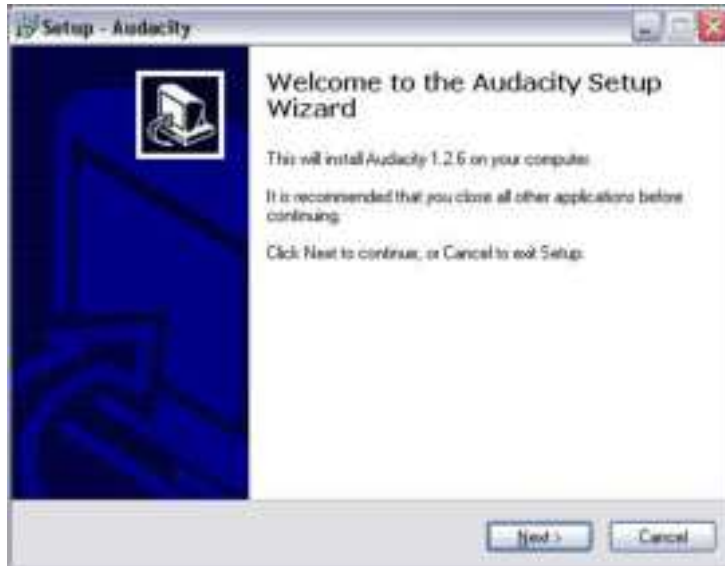 Setup - Audacity
Welcome to the Audacity Setup
Wizard
This will install Audacity 1.2.6 on your computer.
It is recommended that you close all other applications before
continuing.
Click Next to continue, or Cancel to exit Setup.
Next >
Cancel